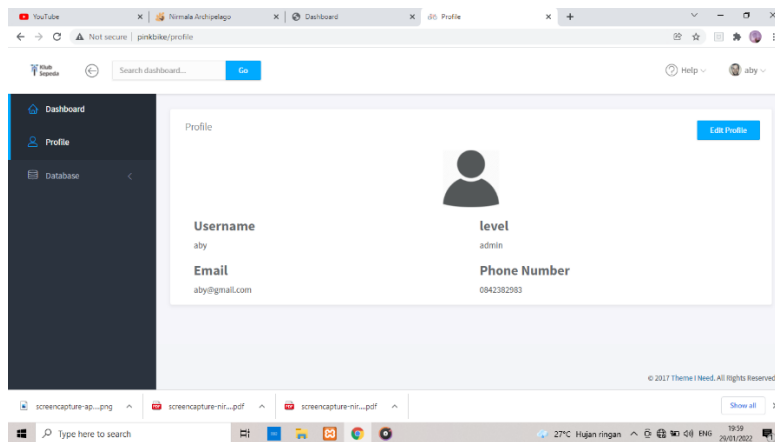 YouTube
Nirmala Archipelago
Dashboard
Profile
Not secure | pinkbike/profile
Klub Sepeda
Search dashboard...
Go
Help
aby
Dashboard
Profile
Database
Profile
Edit Profile
Username
level
aby
admin
Email
Phone Number
aby@gmail.com
0842382983
© 2017 Theme I Need. All Rights Reserved
screencapture-ap....png
screencapture-nir....pdf
screencapture-nir....pdf
Show all
Type here to search
27°C Hujan ringan
ENG
19:59
29/01/2022